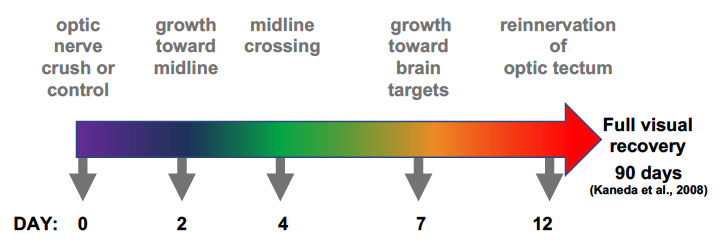 optic
nerve
crush or
control
growth
toward
midline
midline
crossing
growth
toward
brain
targets
reinnervation
of
optic tectum
Full visual
recovery
90 days
(Kaneda et al., 2008)
DAY: 0 2 4 7 12